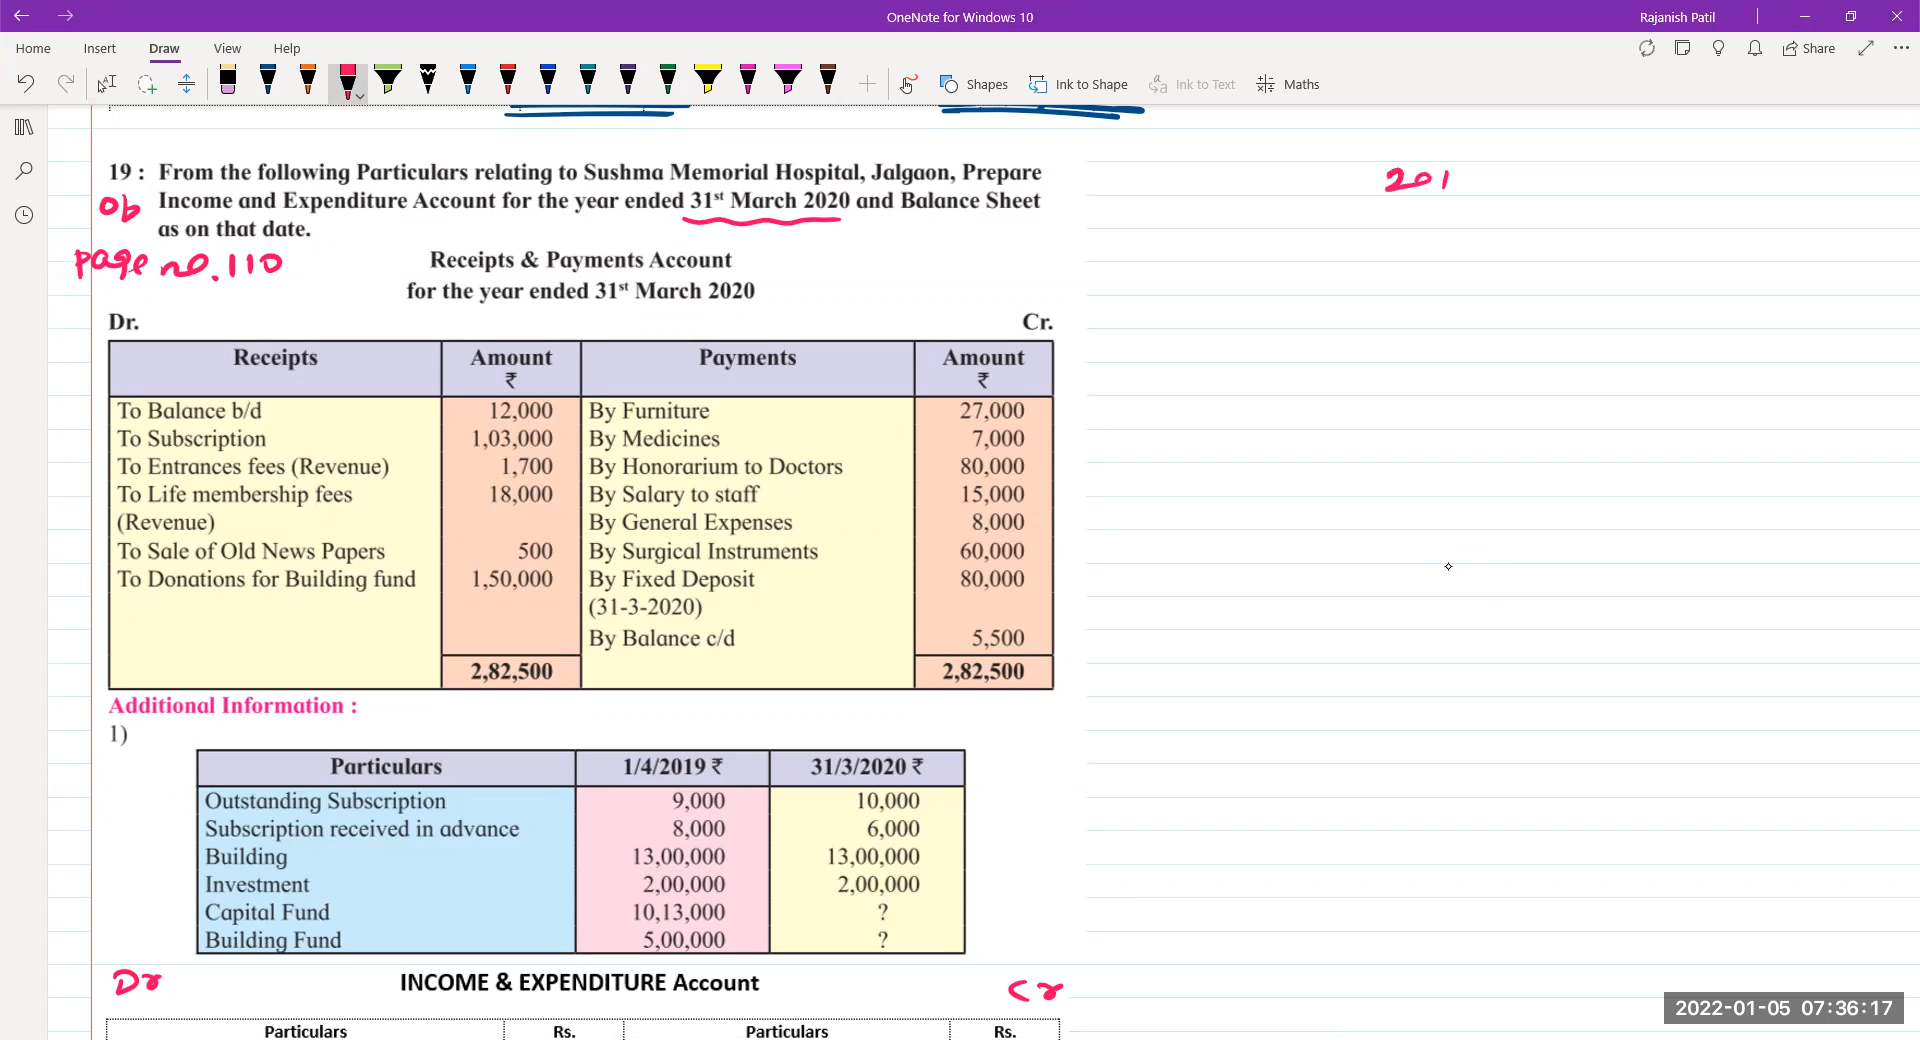 OneNote for Windows 10
Rajanish Patil
Home Insert Draw View Help
Share
Shapes Ink to Shape Ink to Text Maths
19 : From the following Particulars relating to Sushma Memorial Hospital, Jalgaon, Prepare
201
ob Income and Expenditure Account for the year ended 31st March 2020 and Balance Sheet
as on that date.
page no. 110
Receipts & Payments Account
for the year ended 31st March 2020
Dr. Cr.
Receipts Amount ₹ Payments Amount ₹
To Balance b/d 12,000 By Furniture 27,000
To Subscription 1,03,000 By Medicines 7,000
To Entrances fees (Revenue) 1,700 By Honorarium to Doctors 80,000
To Life membership fees 18,000 By Salary to staff 15,000
(Revenue) By General Expenses 8,000
To Sale of Old News Papers 500 By Surgical Instruments 60,000
To Donations for Building fund 1,50,000 By Fixed Deposit 80,000
(31-3-2020)
By Balance c/d 5,500
2,82,500 2,82,500
Additional Information :
1)
Particulars 1/4/2019 ₹ 31/3/2020 ₹
Outstanding Subscription 9,000 10,000
Subscription received in advance 8,000 6,000
Building 13,00,000 13,00,000
Investment 2,00,000 2,00,000
Capital Fund 10,13,000 ?
Building Fund 5,00,000 ?
Dr INCOME & EXPENDITURE Account Cr
2022-01-05 07:36:17
Particulars Rs. Particulars Rs.